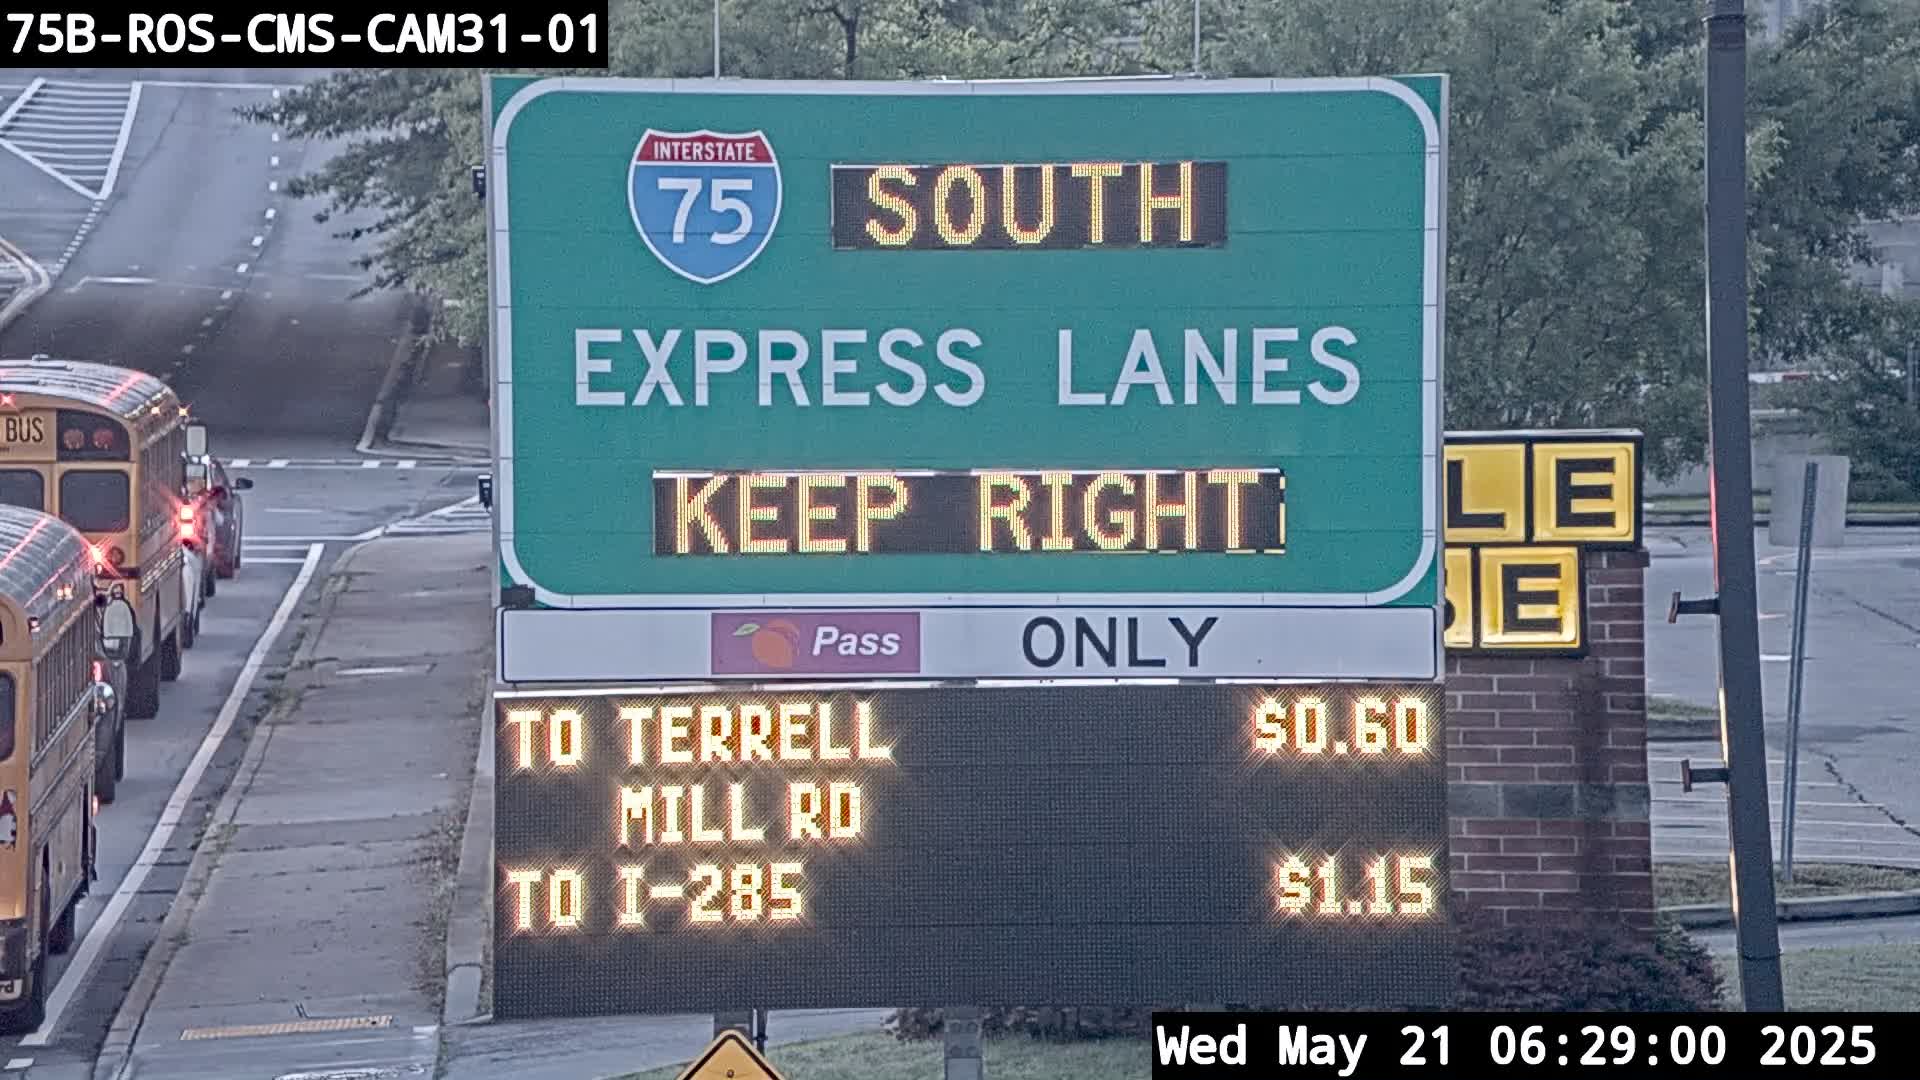 75B-ROS-CMS-CAM31-01
INTERSTATE
75
SOUTH
EXPRESS LANES
KEEP RIGHT
Pass ONLY
TO TERRELL $0.60
MILL RD
TO I-285 $1.15
BUS
LE
E
Wed May 21 06:29:00 2025